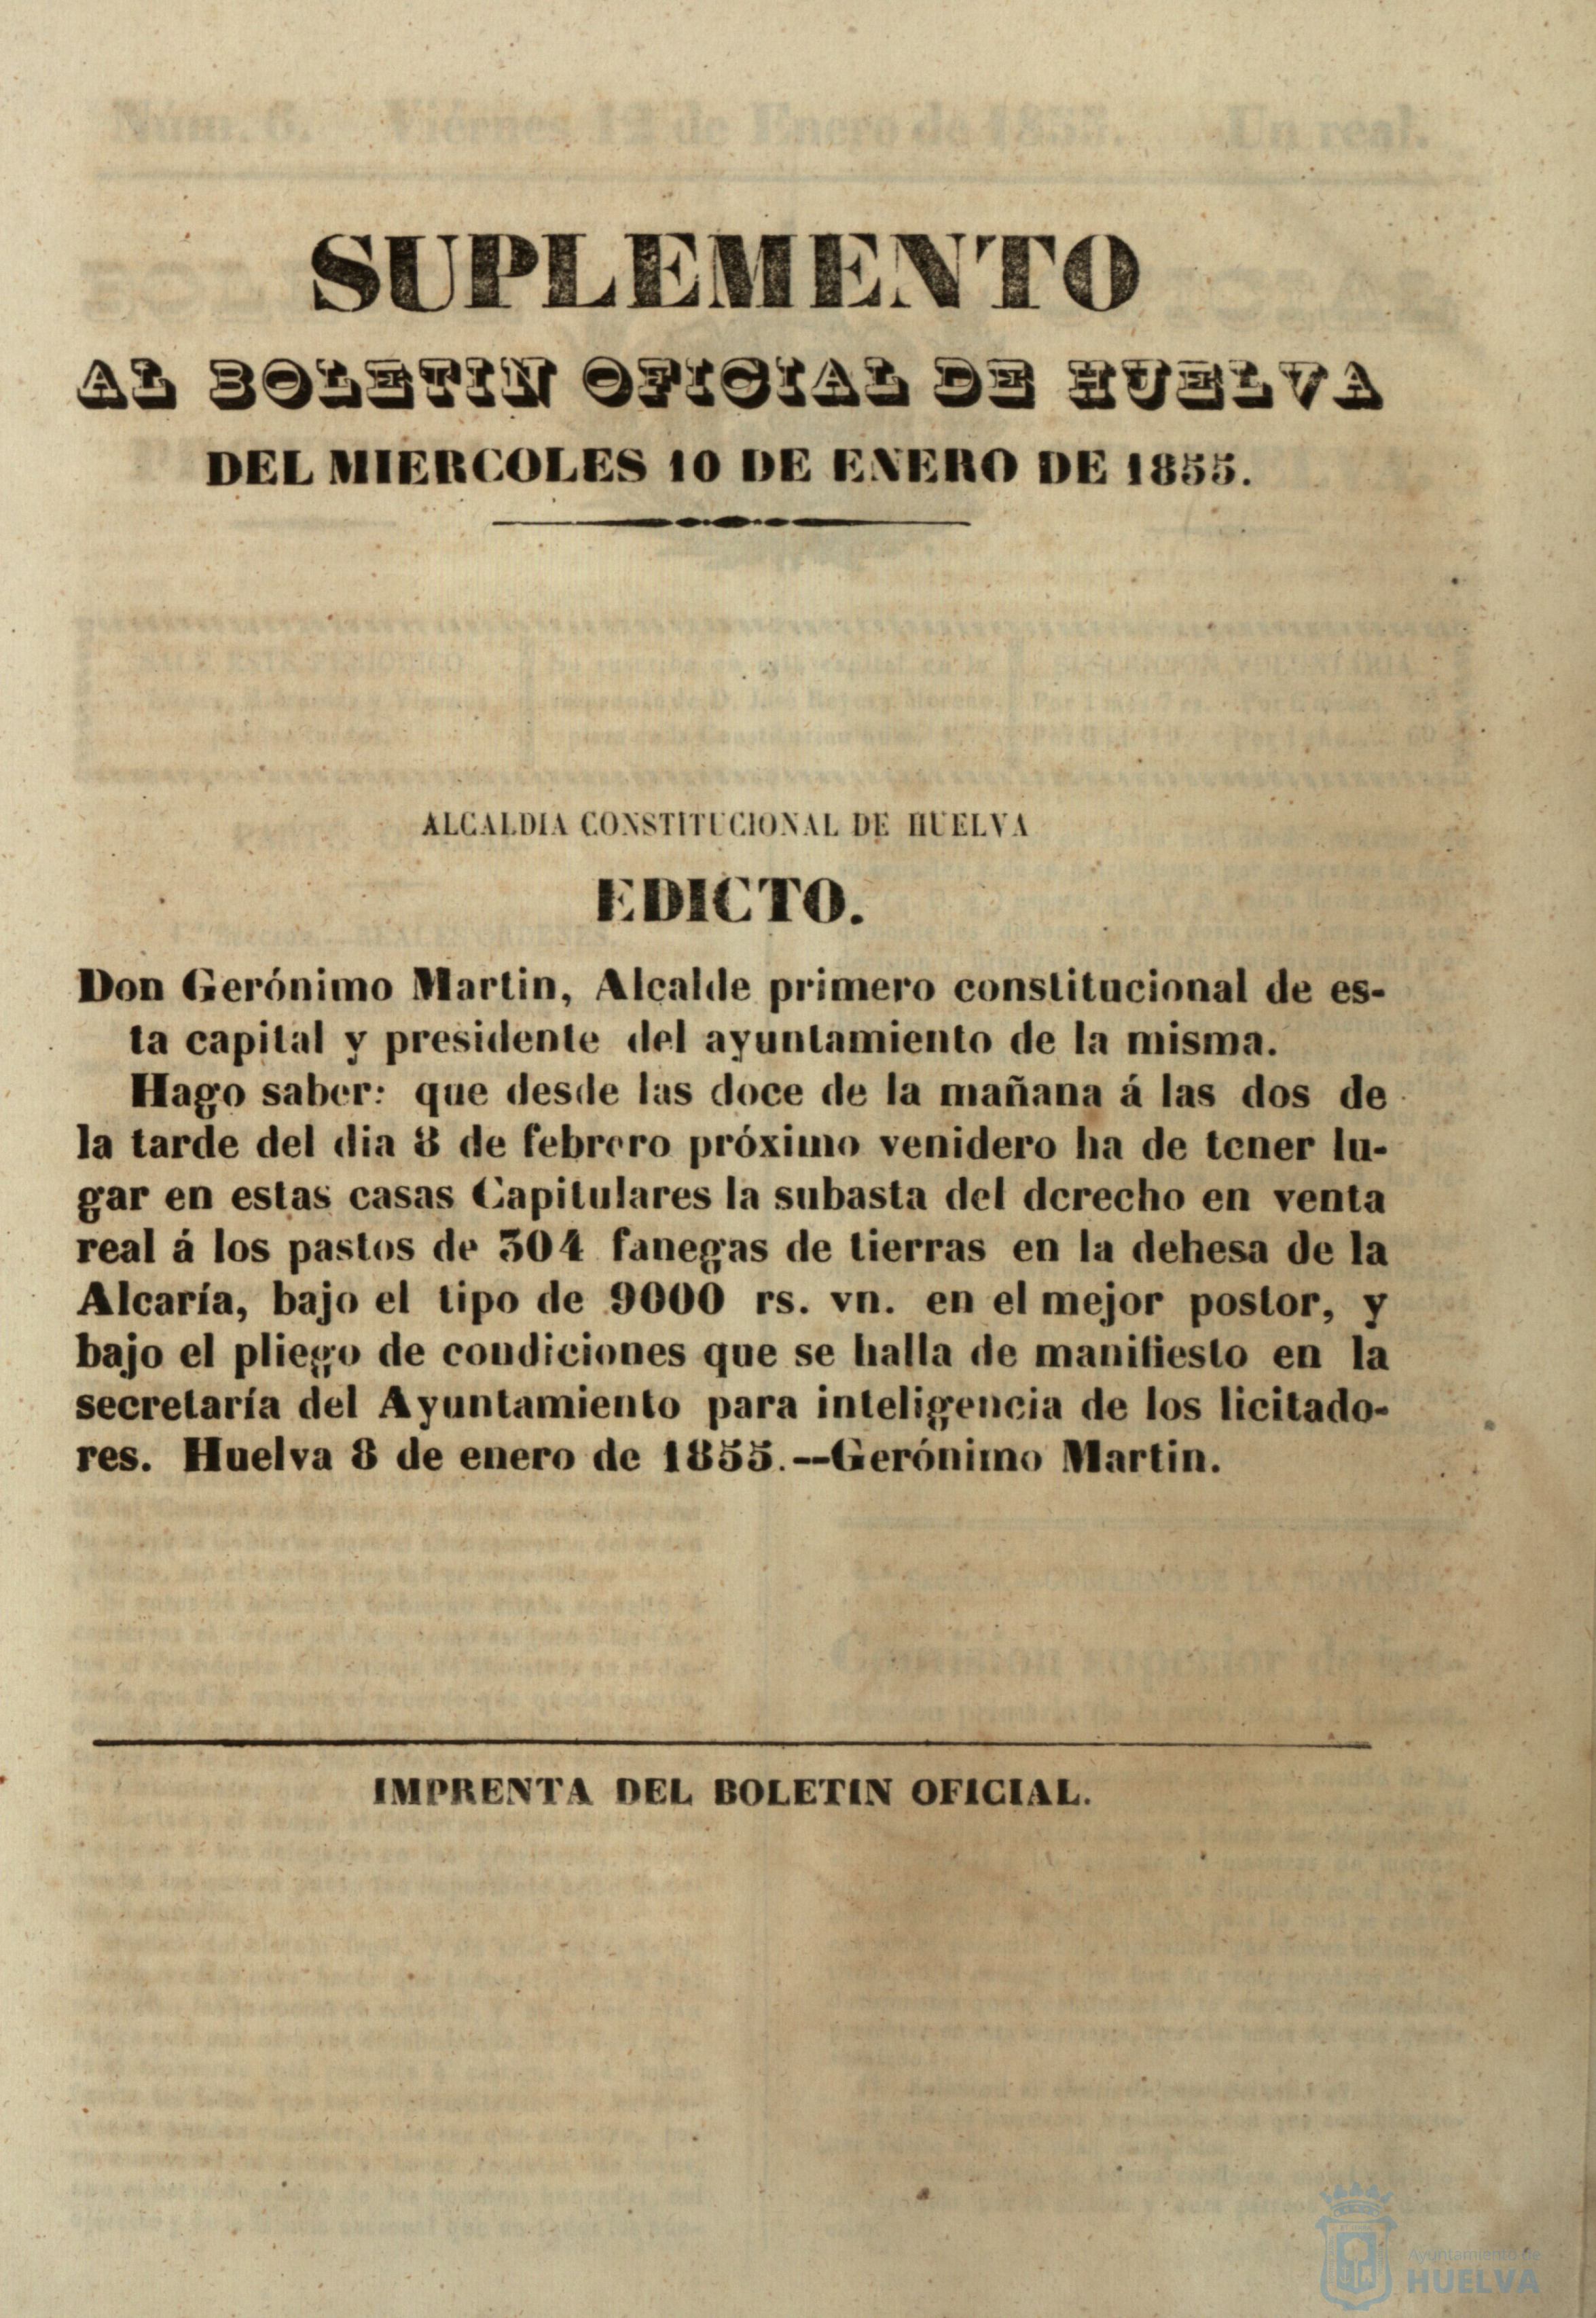 SUPLEMENTO
AL BOLETIN OFICIAL DE HUELVA
DEL MIERCOLES 10 DE ENERO DE 1855.
ALCALDIA CONSTITUCIONAL DE HUELVA
EDICTO.
Don Gerónimo Martin, Alcalde primero constitucional de es-
ta capital y presidente del ayuntamiento de la misma.
Hago saber: que desde las doce de la mañana á las dos de
la tarde del dia 8 de febrero próximo venidero ha de tener lu-
gar en estas casas Capitulares la subasta del derecho en venta
real á los pastos de 304 fanegas de tierras en la dehesa de la
Alcaría, bajo el tipo de 9000 rs. vn. en el mejor postor, y
bajo el pliego de condiciones que se halla de manifiesto en la
secretaría del Ayuntamiento para inteligencia de los licitado-
res. Huelva 8 de enero de 1855.--Gerónimo Martin.
IMPRENTA DEL BOLETIN OFICIAL.
Ayuntamiento de
HUELVA